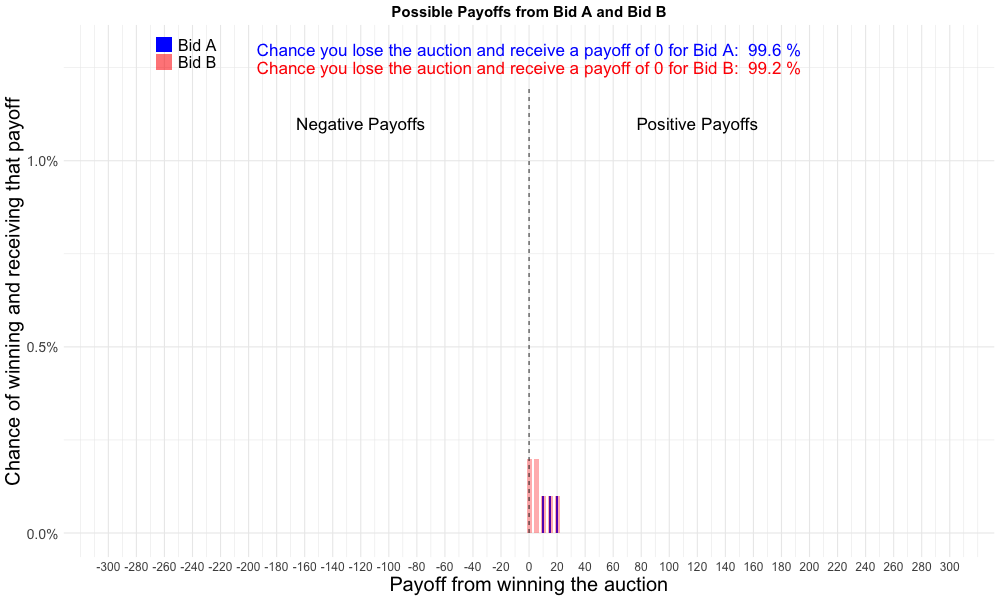 Possible Payoffs from Bid A and Bid B
Bid A
Bid B
Chance you lose the auction and receive a payoff of 0 for Bid A: 99.6 %
Chance you lose the auction and receive a payoff of 0 for Bid B: 99.2 %
Negative Payoffs
Positive Payoffs
Chance of winning and receiving that payoff
1.0%
0.5%
0.0%
-300 -280 -260 -240 -220 -200 -180 -160 -140 -120 -100 -80 -60 -40 -20 0 20 40 60 80 100 120 140 160 180 200 220 240 260 280 300
Payoff from winning the auction